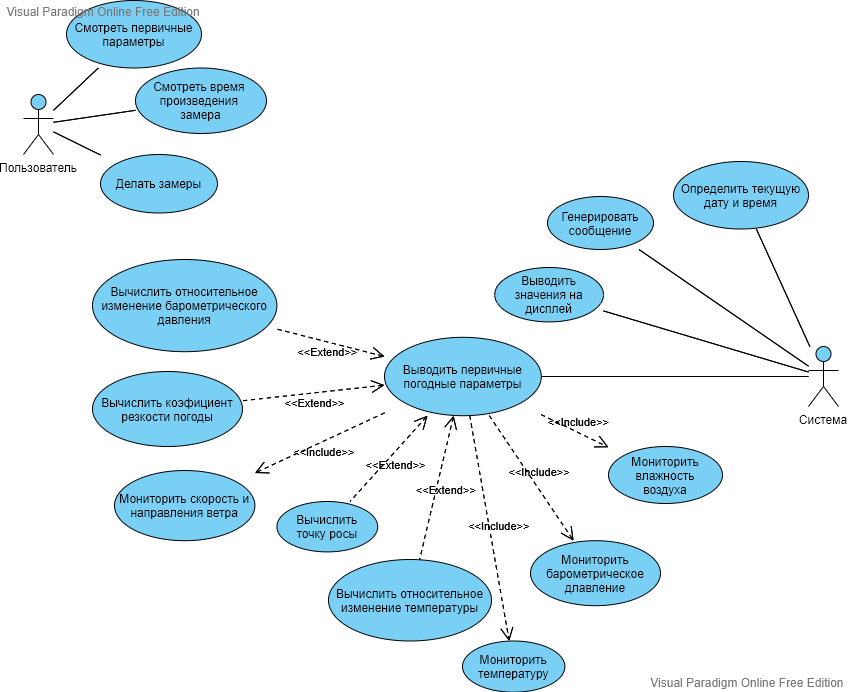 Visual Paradigm Online Free Edition
Смотреть первичные
параметры
Смотреть время
произведения
замера
Пользователь
Делать замеры
Определить текущую
дату и время
Генерировать
сообщение
Выводить
значения на
дисплей
Вычислить относительное
изменение барометрического
давления
<<Extend>>
Выводить первичные
погодные параметры
Система
Вычислить коэфициент
резкости погоды
<<Extend>>
<<Include>>
<<Include>>
<<Extend>>
<<Include>>
Мониторить
влажность
воздуха
<<Extend>>
Мониторить скорость и
направления ветра
Вычислить
точку росы
<<Include>>
Мониторить
барометрическое
длавление
Вычислить относительное
изменение температуры
Мониторить
температуру
Visual Paradigm Online Free Edition